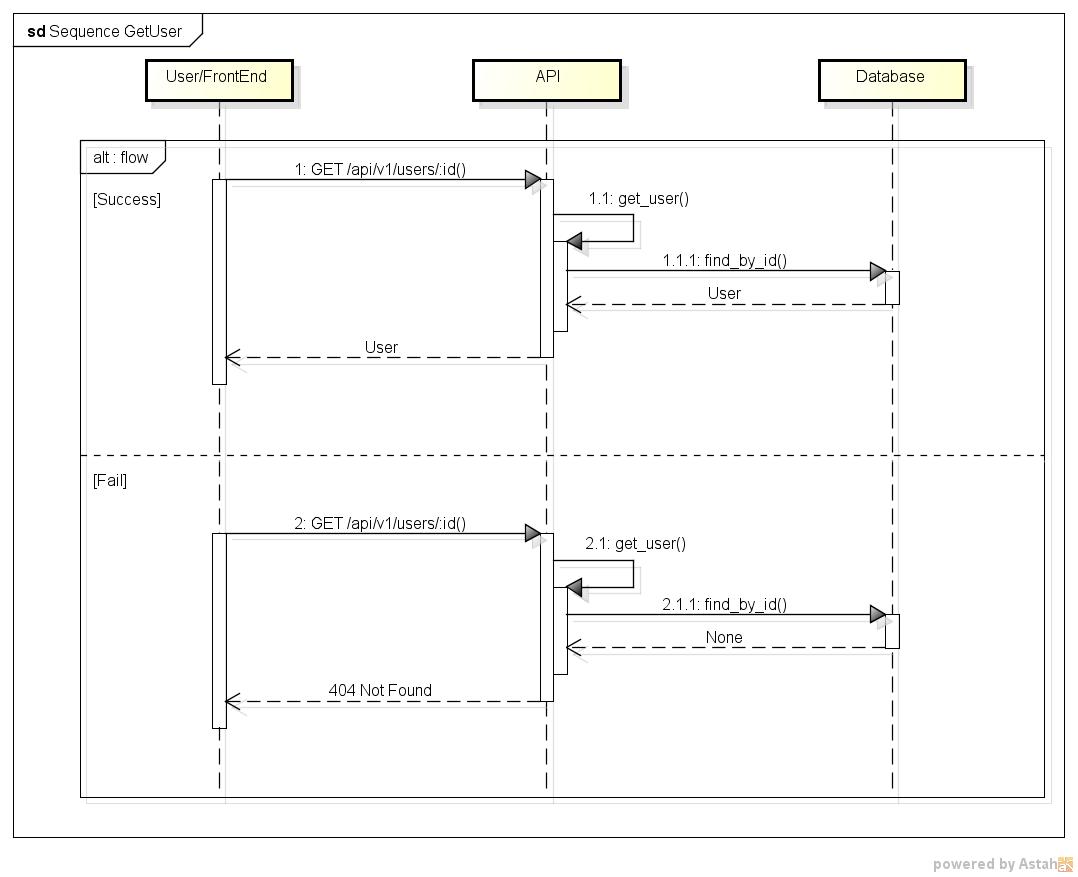 sd Sequence GetUser
User/FrontEnd
API
Database
alt : flow
1: GET /api/v1/users/:id()
[Success]
1.1: get_user()
1.1.1: find_by_id()
User
User
[Fail]
2: GET /api/v1/users/:id()
2.1: get_user()
2.1.1: find_by_id()
None
404 Not Found
powered by Astah